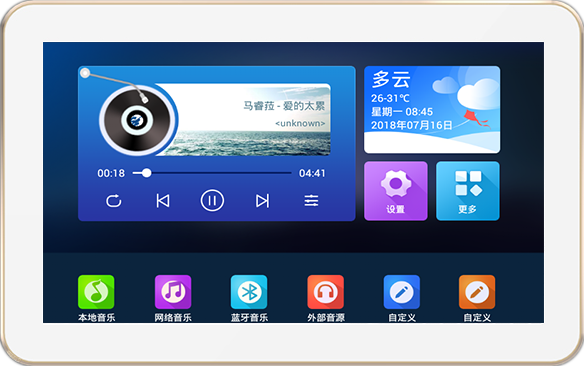 马睿菈 - 爱的太累
<unknown>
00:18
04:41
多云
26-31℃
星期一 08:45
2018年07月16日
设置
更多
本地音乐
网络音乐
蓝牙音乐
外部音源
自定义
自定义